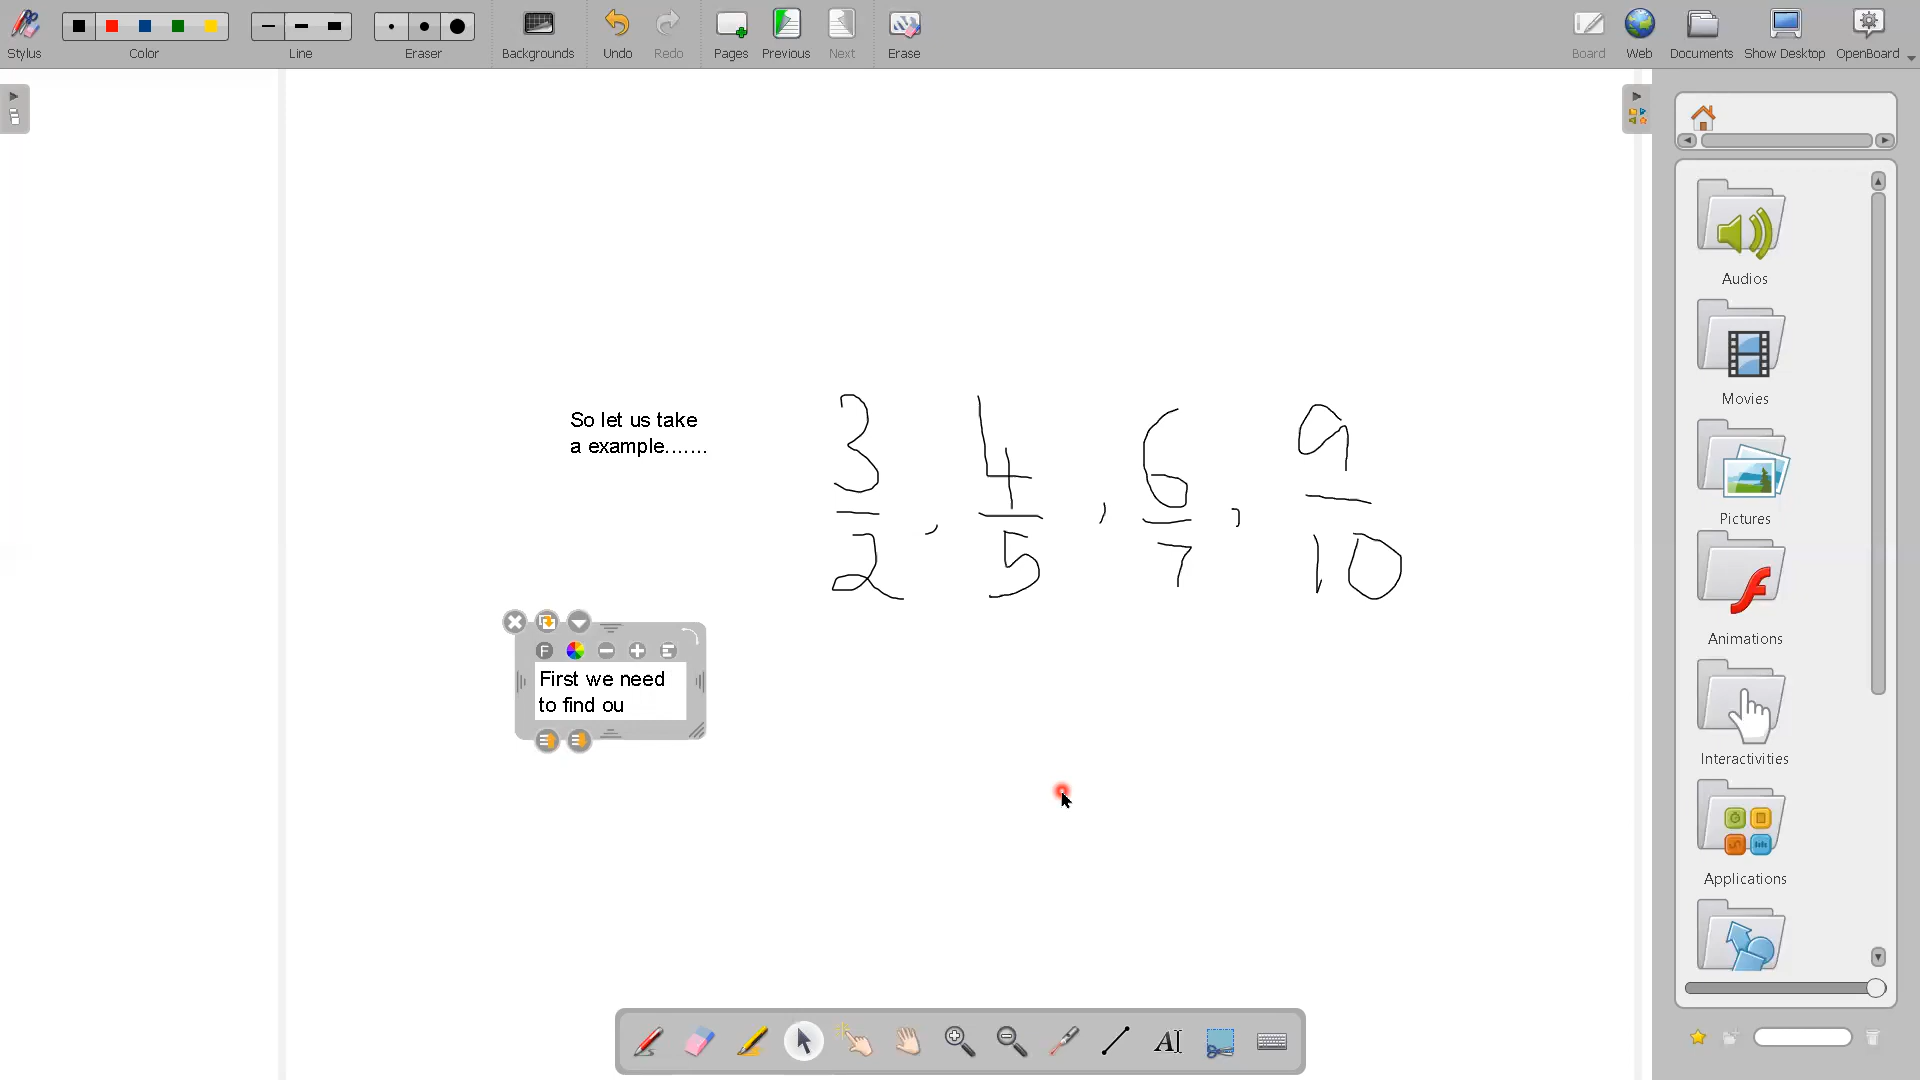 Stylus
Color
Line
Eraser
Backgrounds
Undo
Redo
Pages
Previous
Next
Erase
Board
Web
Documents
Show Desktop
OpenBoard
So let us take
a example.......
3/2 , 4/5 , 6/7 , 9/10
F
First we need
to find ou
Audios
Movies
Pictures
Animations
Interactivities
Applications